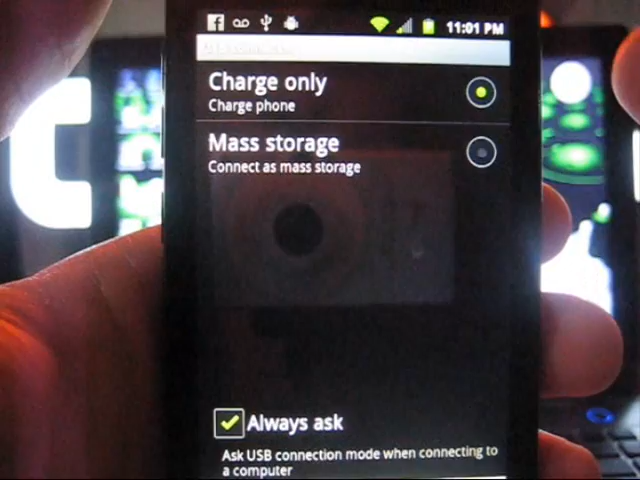 11:01 PM
Charge only
Charge phone
Mass storage
Connect as mass storage
Always ask
Ask USB connection mode when connecting to
a computer